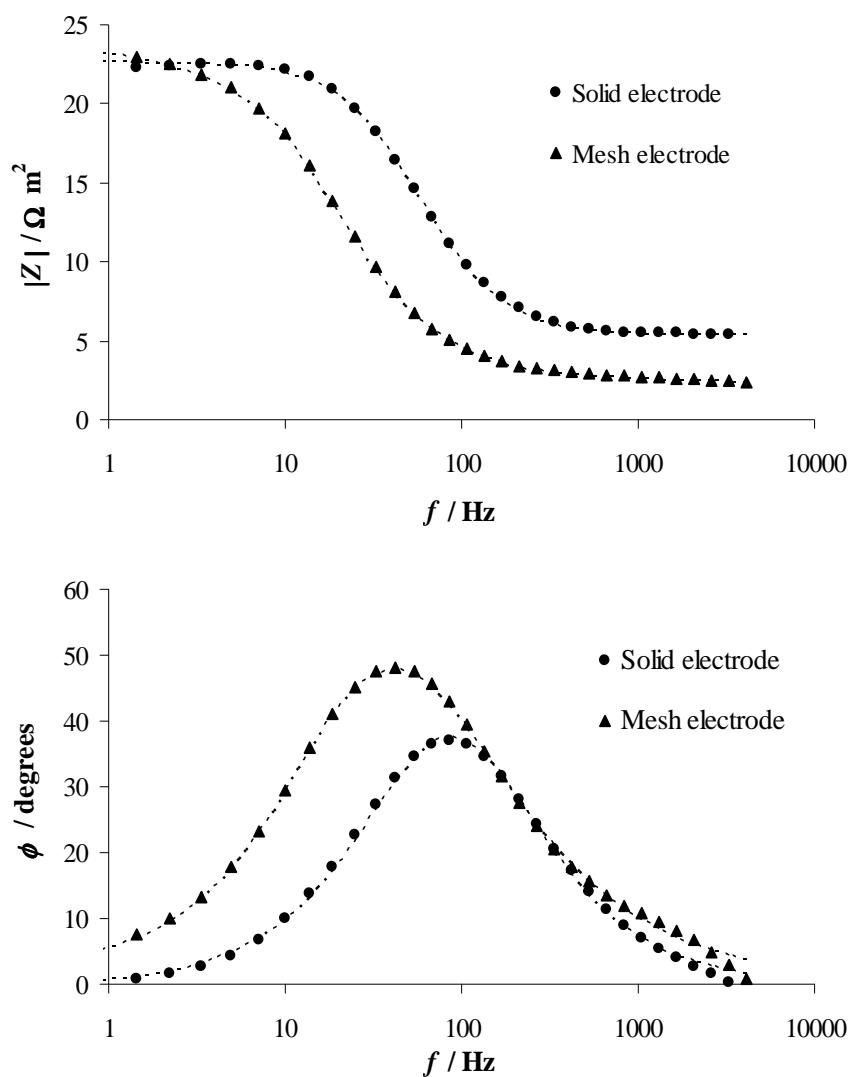 25
20
15
10
5
0
|Z| / Ω m²
Solid electrode
Mesh electrode
1 10 100 1000 10000
f / Hz
60
50
40
30
20
10
0
ϕ / degrees
Solid electrode
Mesh electrode
1 10 100 1000 10000
f / Hz